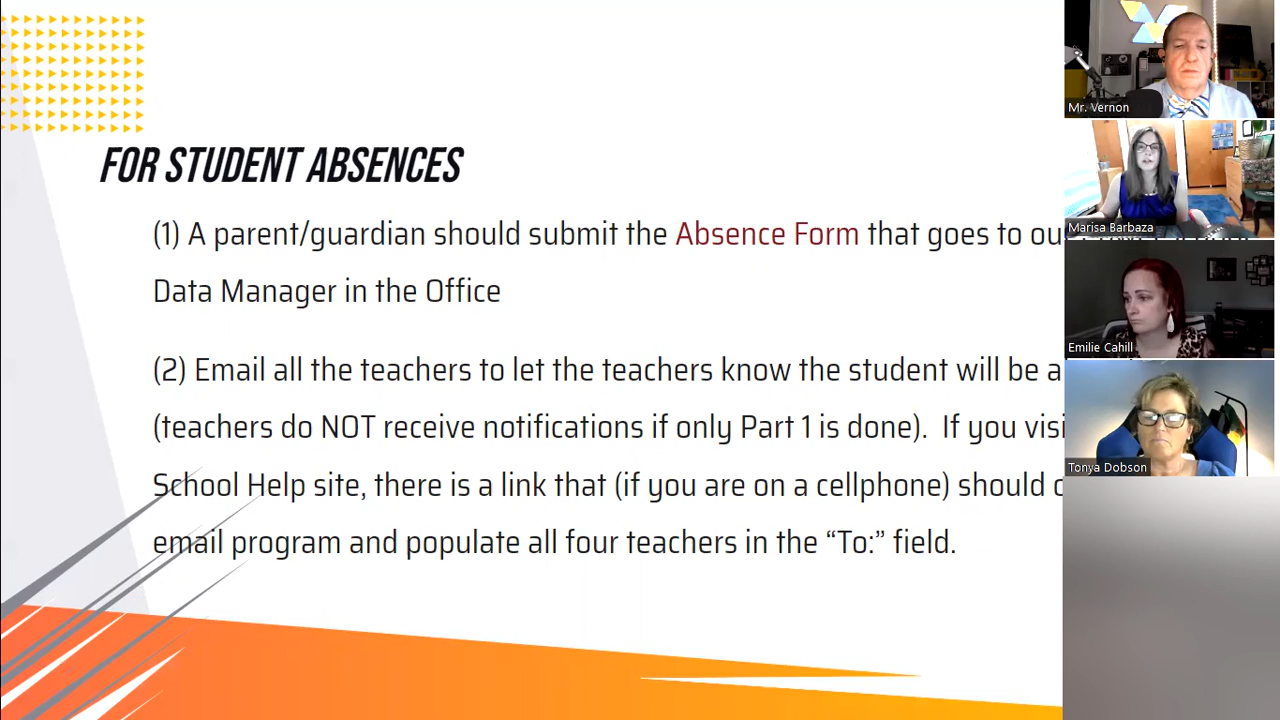 FOR STUDENT ABSENCES
(1) A parent/guardian should submit the Absence Form that goes to
Data Manager in the Office
(2) Email all the teachers to let the teachers know the student will be
(teachers do NOT receive notifications if only Part 1 is done). If you
School Help site, there is a link that (if you are on a cellphone) should
email program and populate all four teachers in the “To:” field.
Mr. Vernon
Marisa Barbaza
Emilie Cahill
Tonya Dobson